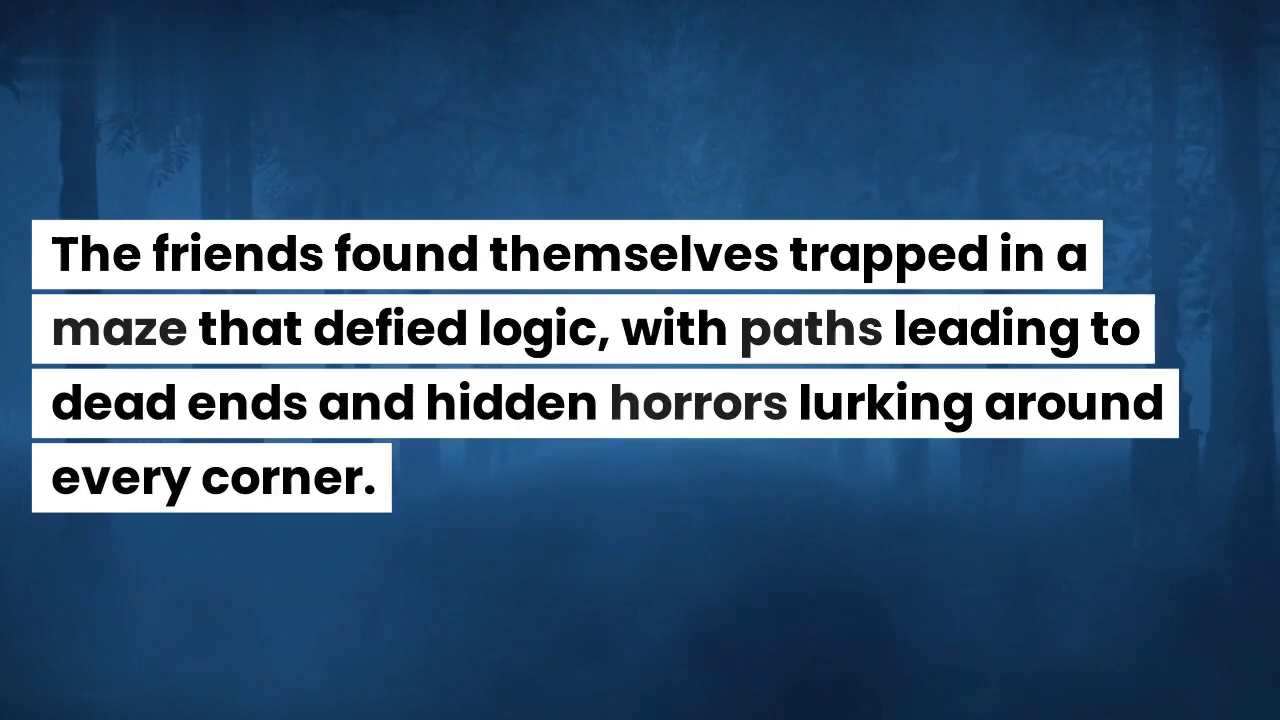 The friends found themselves trapped in a
maze that defied logic, with paths leading to
dead ends and hidden horrors lurking around
every corner.